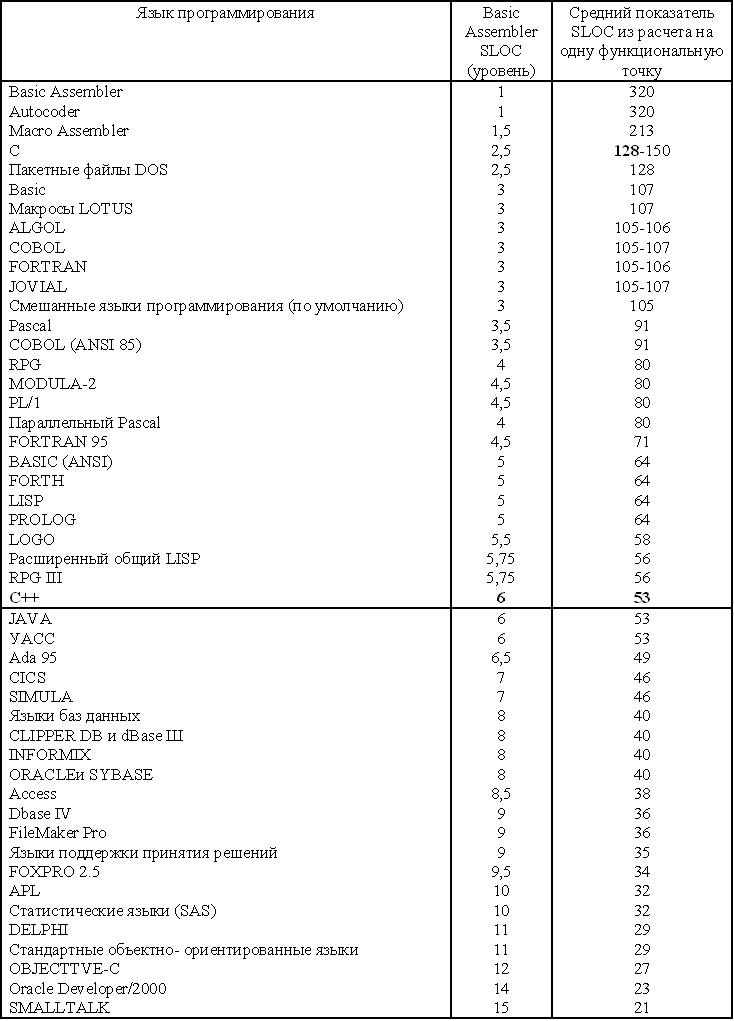 Язык программирования Basic Assembler SLOC (уровень) Средний показатель SLOC из расчета на одну функциональную точку
Basic Assembler 1 320
Autocoder 1 320
Macro Assembler 1,5 213
C 2,5 128-150
Пакетные файлы DOS 2,5 128
Basic 3 107
Макросы LOTUS 3 107
ALGOL 3 105-106
COBOL 3 105-107
FORTRAN 3 105-106
JOVIAL 3 105-107
Смешанные языки программирования (по умолчанию) 3 105
Pascal 3,5 91
COBOL (ANSI 85) 3,5 91
RPG 4 80
MODULA-2 4,5 80
PL/1 4,5 80
Параллельный Pascal 4 80
FORTRAN 95 4,5 71
BASIC (ANSI) 5 64
FORTH 5 64
LISP 5 64
PROLOG 5 64
LOGO 5,5 58
Расширенный общий LISP 5,75 56
RPG III 5,75 56
C++ 6 53
JAVA 6 53
YACC 6 53
Ada 95 6,5 49
CICS 7 46
SIMULA 7 46
Языки баз данных 8 40
CLIPPER DB и dBase III 8 40
INFORMIX 8 40
ORACLEи SYBASE 8 40
Access 8,5 38
Dbase IV 9 36
FileMaker Pro 9 36
Языки поддержки принятия решений 9 35
FOXPRO 2.5 9,5 34
APL 10 32
Статистические языки (SAS) 10 32
DELPHI 11 29
Стандартные объектно- ориентированные языки 11 29
OBJECTTVE-C 12 27
Oracle Developer/2000 14 23
SMALLTALK 15 21